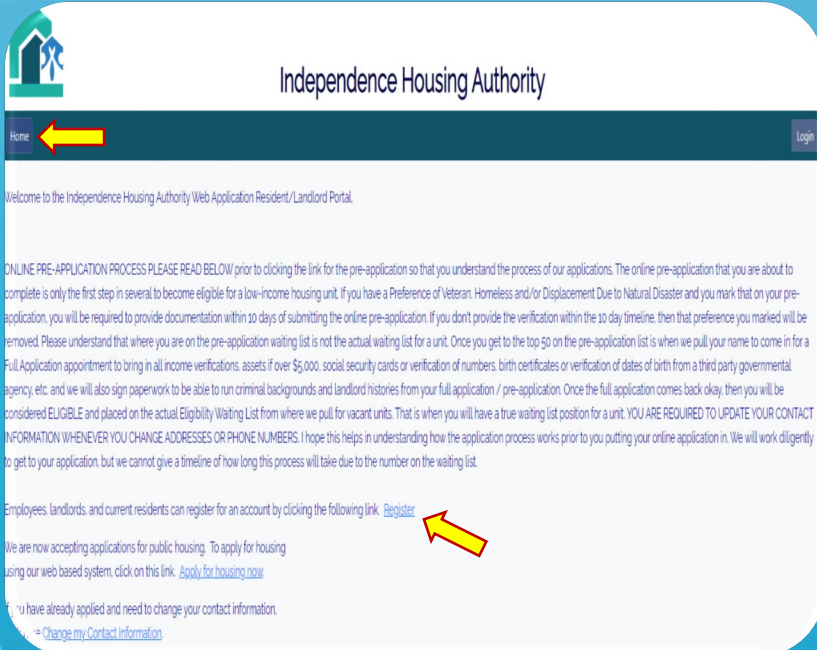 Independence Housing Authority
Home
Login
Welcome to the Independence Housing Authority Web Application Resident/Landlord Portal.
ONLINE PRE-APPLICATION PROCESS PLEASE READ BELOW prior to clicking the link for the pre-application so that you understand the process of our applications. The online pre-application that you are about to
complete is only the first step in several to become eligible for a low-income housing unit. If you have a Preference of Veteran, Homeless and/or Displacement Due to Natural Disaster and you mark that on your pre-
application, you will be required to provide documentation within 10 days of submitting the online pre-application. If you don't provide the verification within the 10 day timeline, then that preference you marked will be
removed. Please understand that where you are on the pre-application waiting list is not the actual waiting list for a unit. Once you get to the top 50 on the pre-application list is when we pull your name to come in for a
Full Application appointment to bring in all income verifications, assets if over $5,000, social security cards or verification of numbers, birth certificates or verification of dates of birth from a third party governmental
agency, etc. and we will also sign paperwork to be able to run criminal backgrounds and landlord histories from your full application / pre-application. Once the full application comes back okay, then you will be
considered ELIGIBLE and placed on the actual Eligibility Waiting List from where we pull for vacant units. That is when you will have a true waiting list position for a unit. YOU ARE REQUIRED TO UPDATE YOUR CONTACT
INFORMATION WHENEVER YOU CHANGE ADDRESSES OR PHONE NUMBERS. I hope this helps in understanding how the application process works prior to you putting your online application in. We will work diligently
to get to your application, but we cannot give a timeline of how long this process will take due to the number on the waiting list.
Employees, landlords, and current residents can register for an account by clicking the following link. Register
We are now accepting applications for public housing. To apply for housing
using our web based system, click on this link. Apply for housing now.
you have already applied and need to change your contact information,
Change my Contact Information.